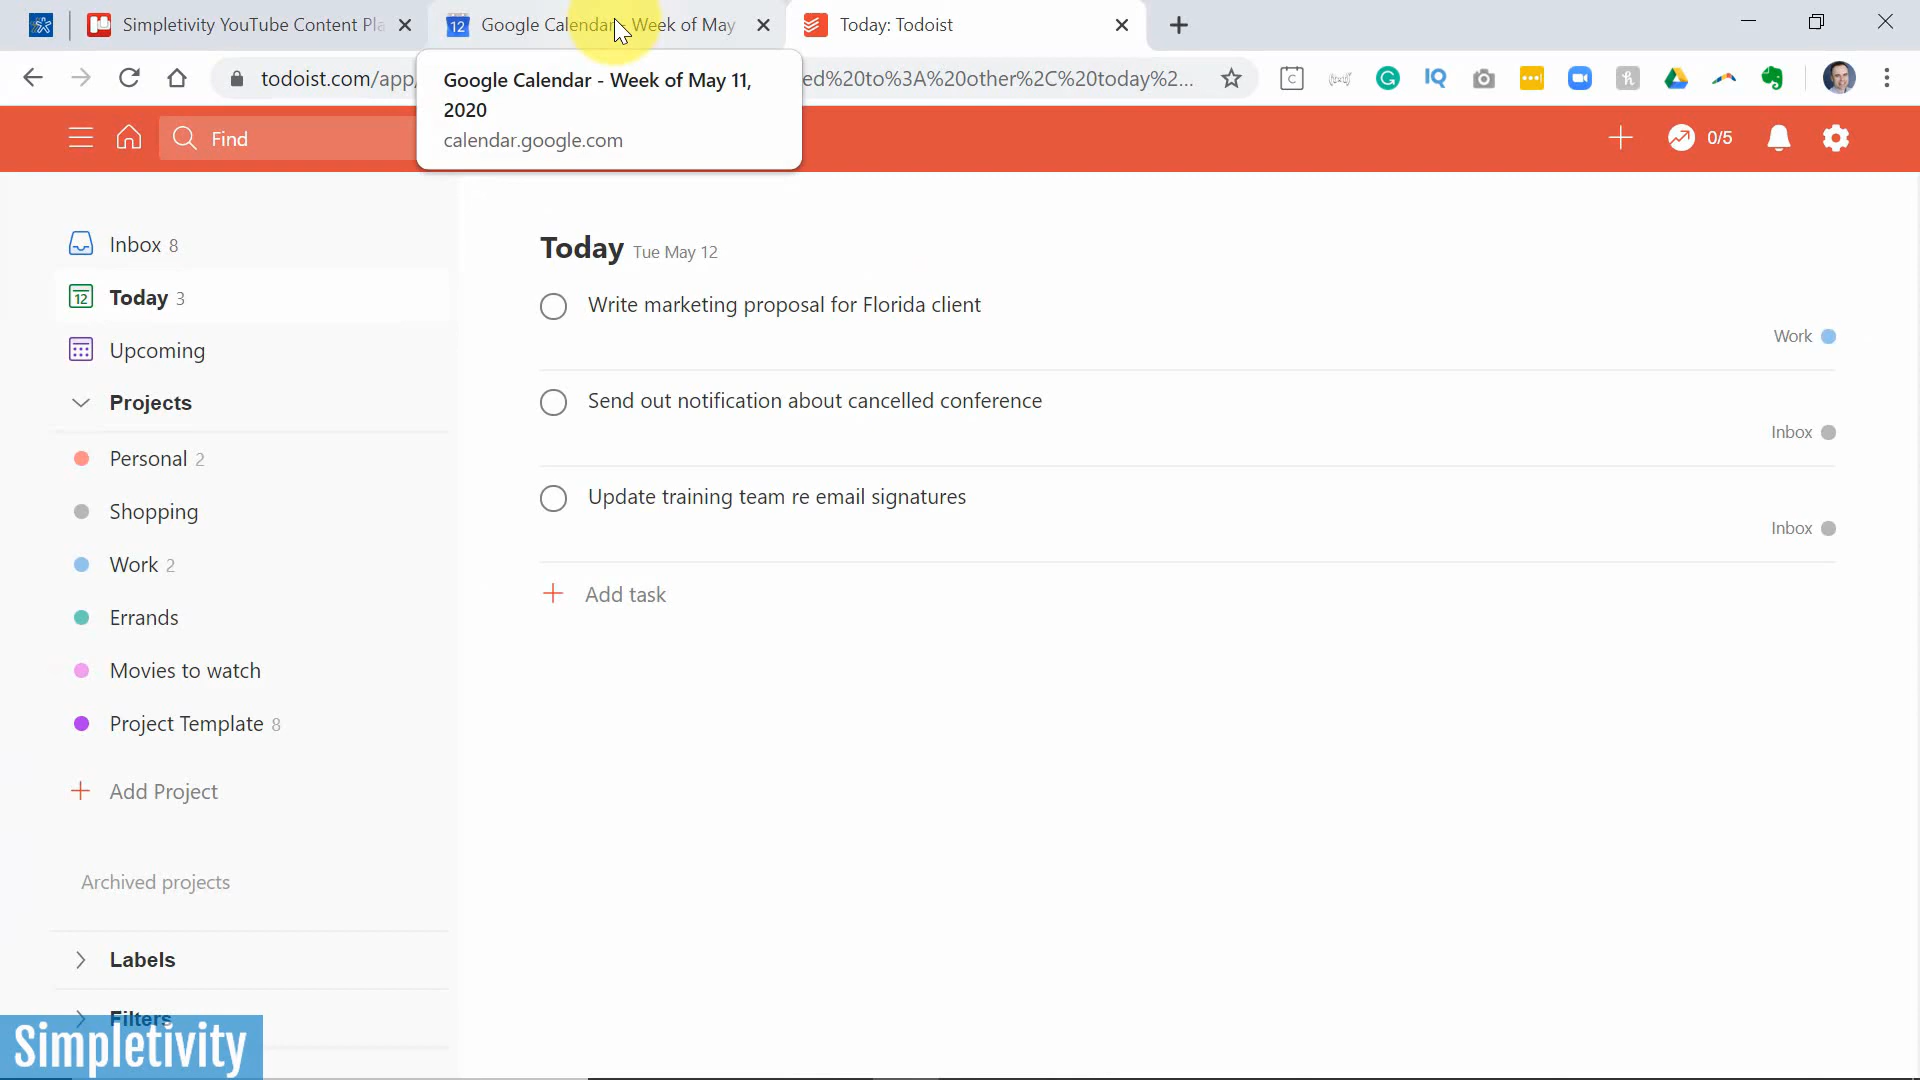 Simpletivity YouTube Content Pla
12
Google Calendar - Week of May
Today: Todoist
todoist.com/app/
ed%20to%3A%20other%2C%20today%2...
Google Calendar - Week of May 11,
2020
calendar.google.com
Find
0/5
Inbox 8
12 Today 3
Upcoming
Projects
Personal 2
Shopping
Work 2
Errands
Movies to watch
Project Template 8
Add Project
Archived projects
Labels
Filters
Today Tue May 12
Write marketing proposal for Florida client
Work
Send out notification about cancelled conference
Inbox
Update training team re email signatures
Inbox
Add task
Simpletivity